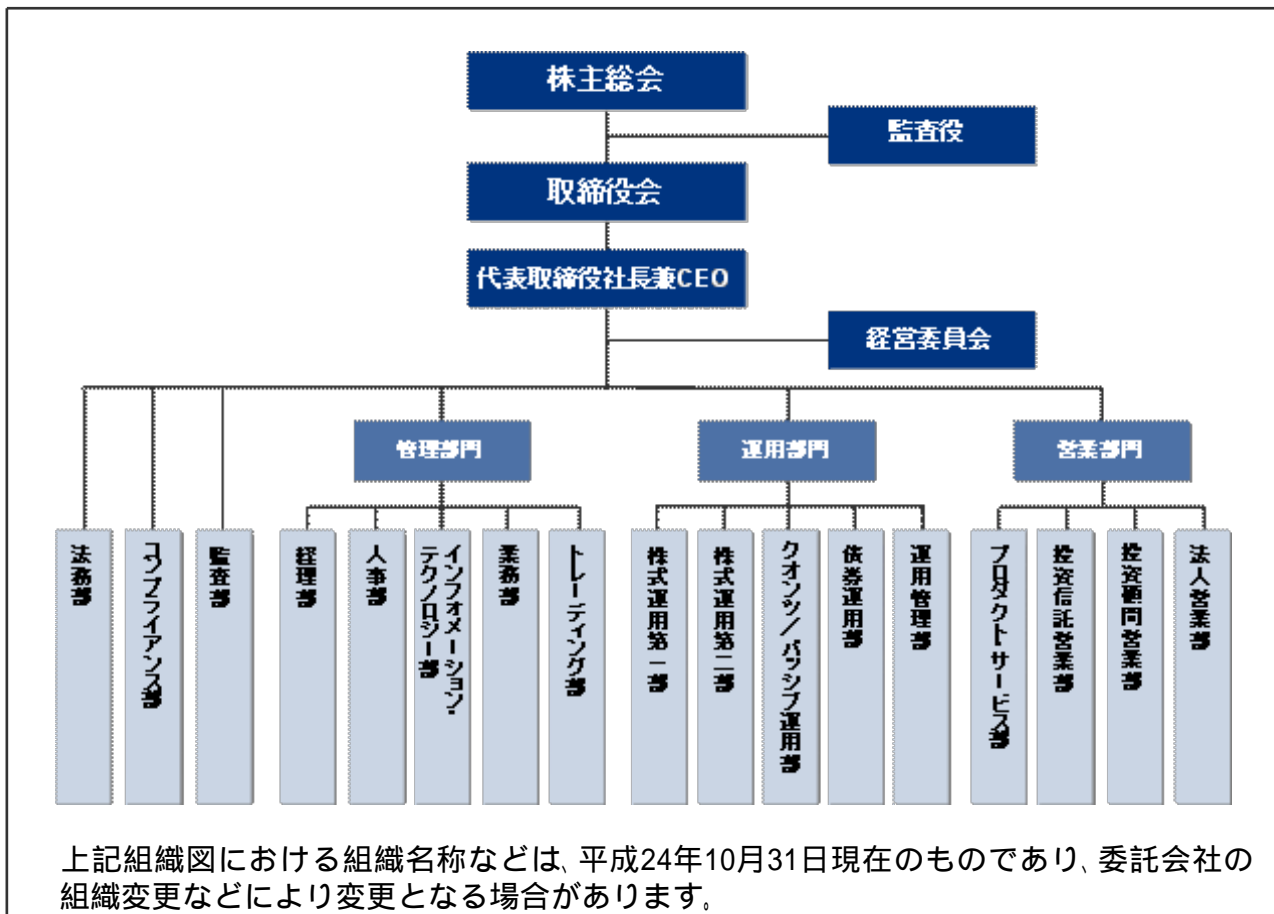 株主総会
監査役
取締役会
代表取締役社長兼CEO
経営委員会
管理部門
運用部門
営業部門
法務部
コンプライアンス部
監査部
経理部
人事部
インフォメーション・
テクノロジー部
業務部
トレーディング部
株式運用第一部
株式運用第二部
クオンツ／パッシブ運用部
債券運用部
運用管理部
プロダクトサービス部
投資信託営業部
投資顧問営業部
法人営業部
上記組織図における組織名称などは、平成24年10月31日現在のものであり、委託会社の
組織変更などにより変更となる場合があります。